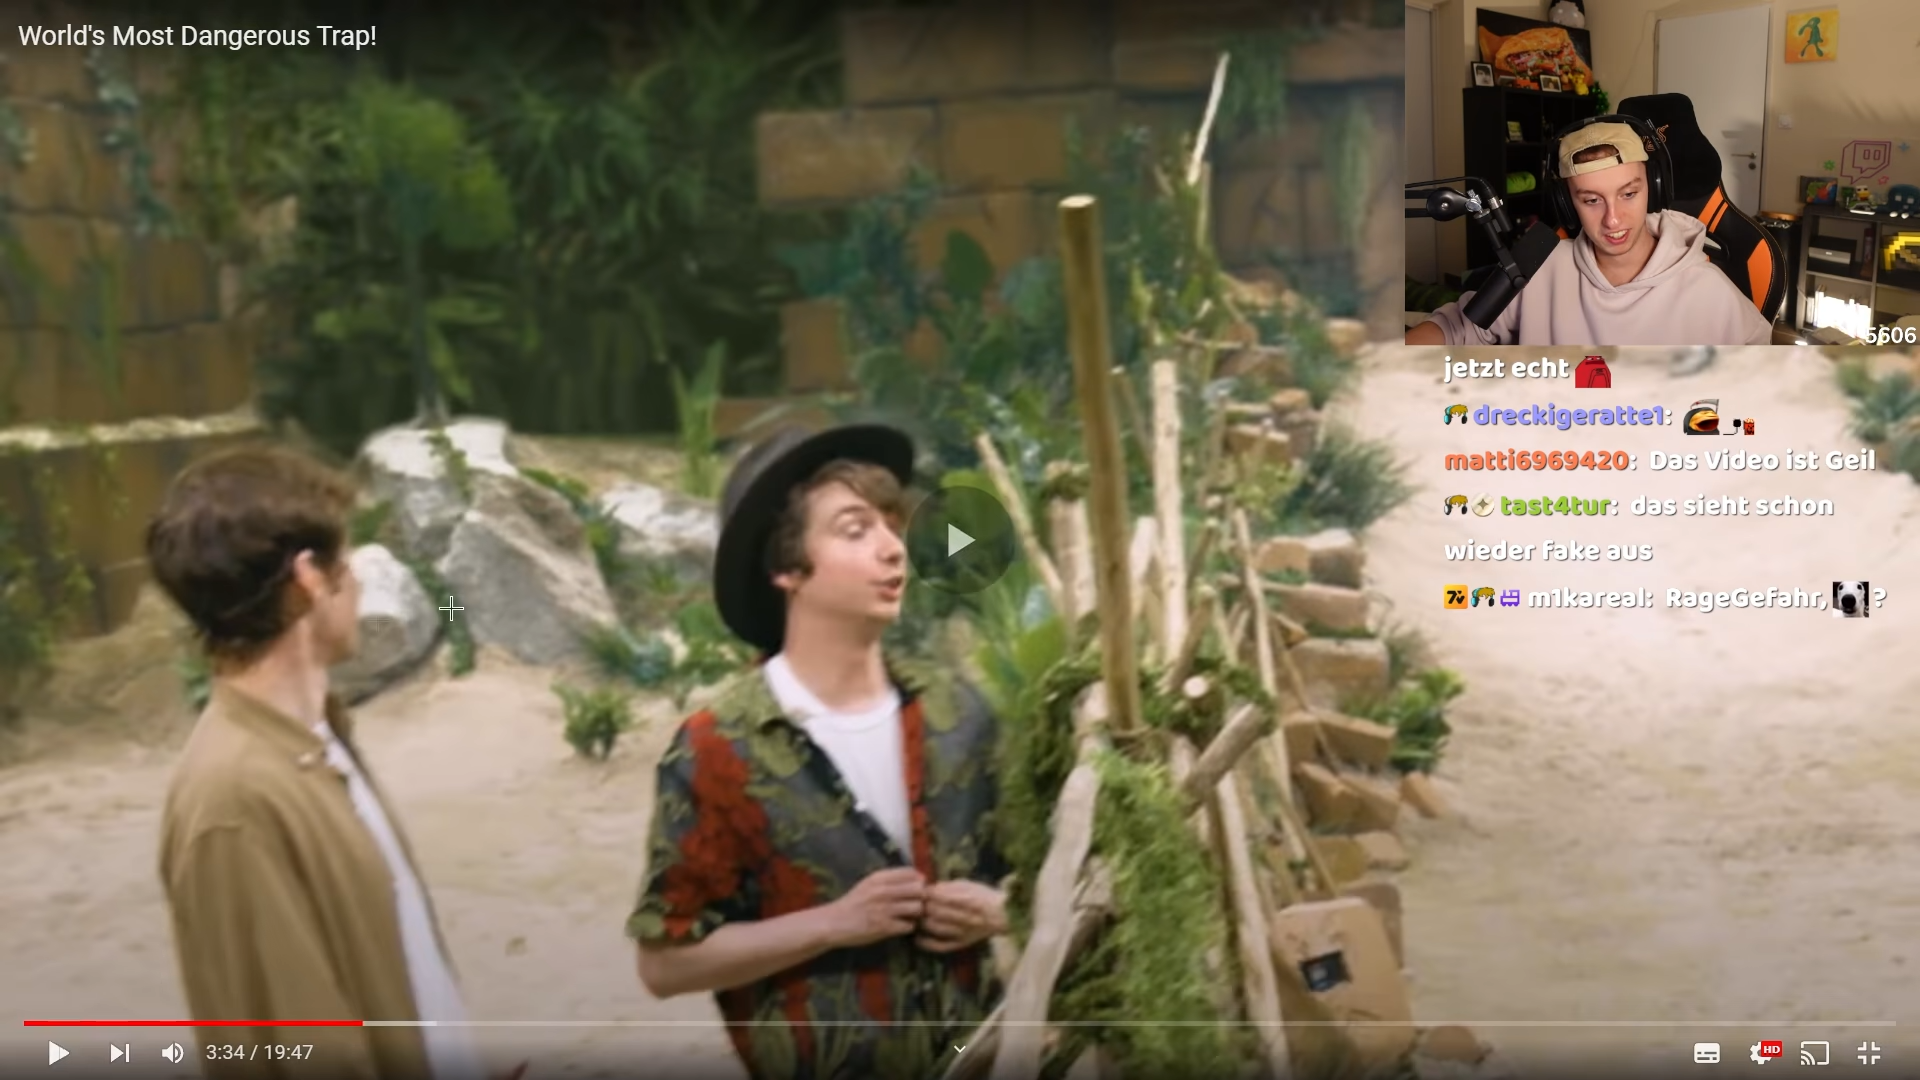 World's Most Dangerous Trap!
5606
jetzt echt
dreckigeratte1:
matti6969420: Das Video ist Geil
tast4tur: das sieht schon
wieder fake aus
m1kareal: RageGefahr, ?
3:34 / 19:47
HD